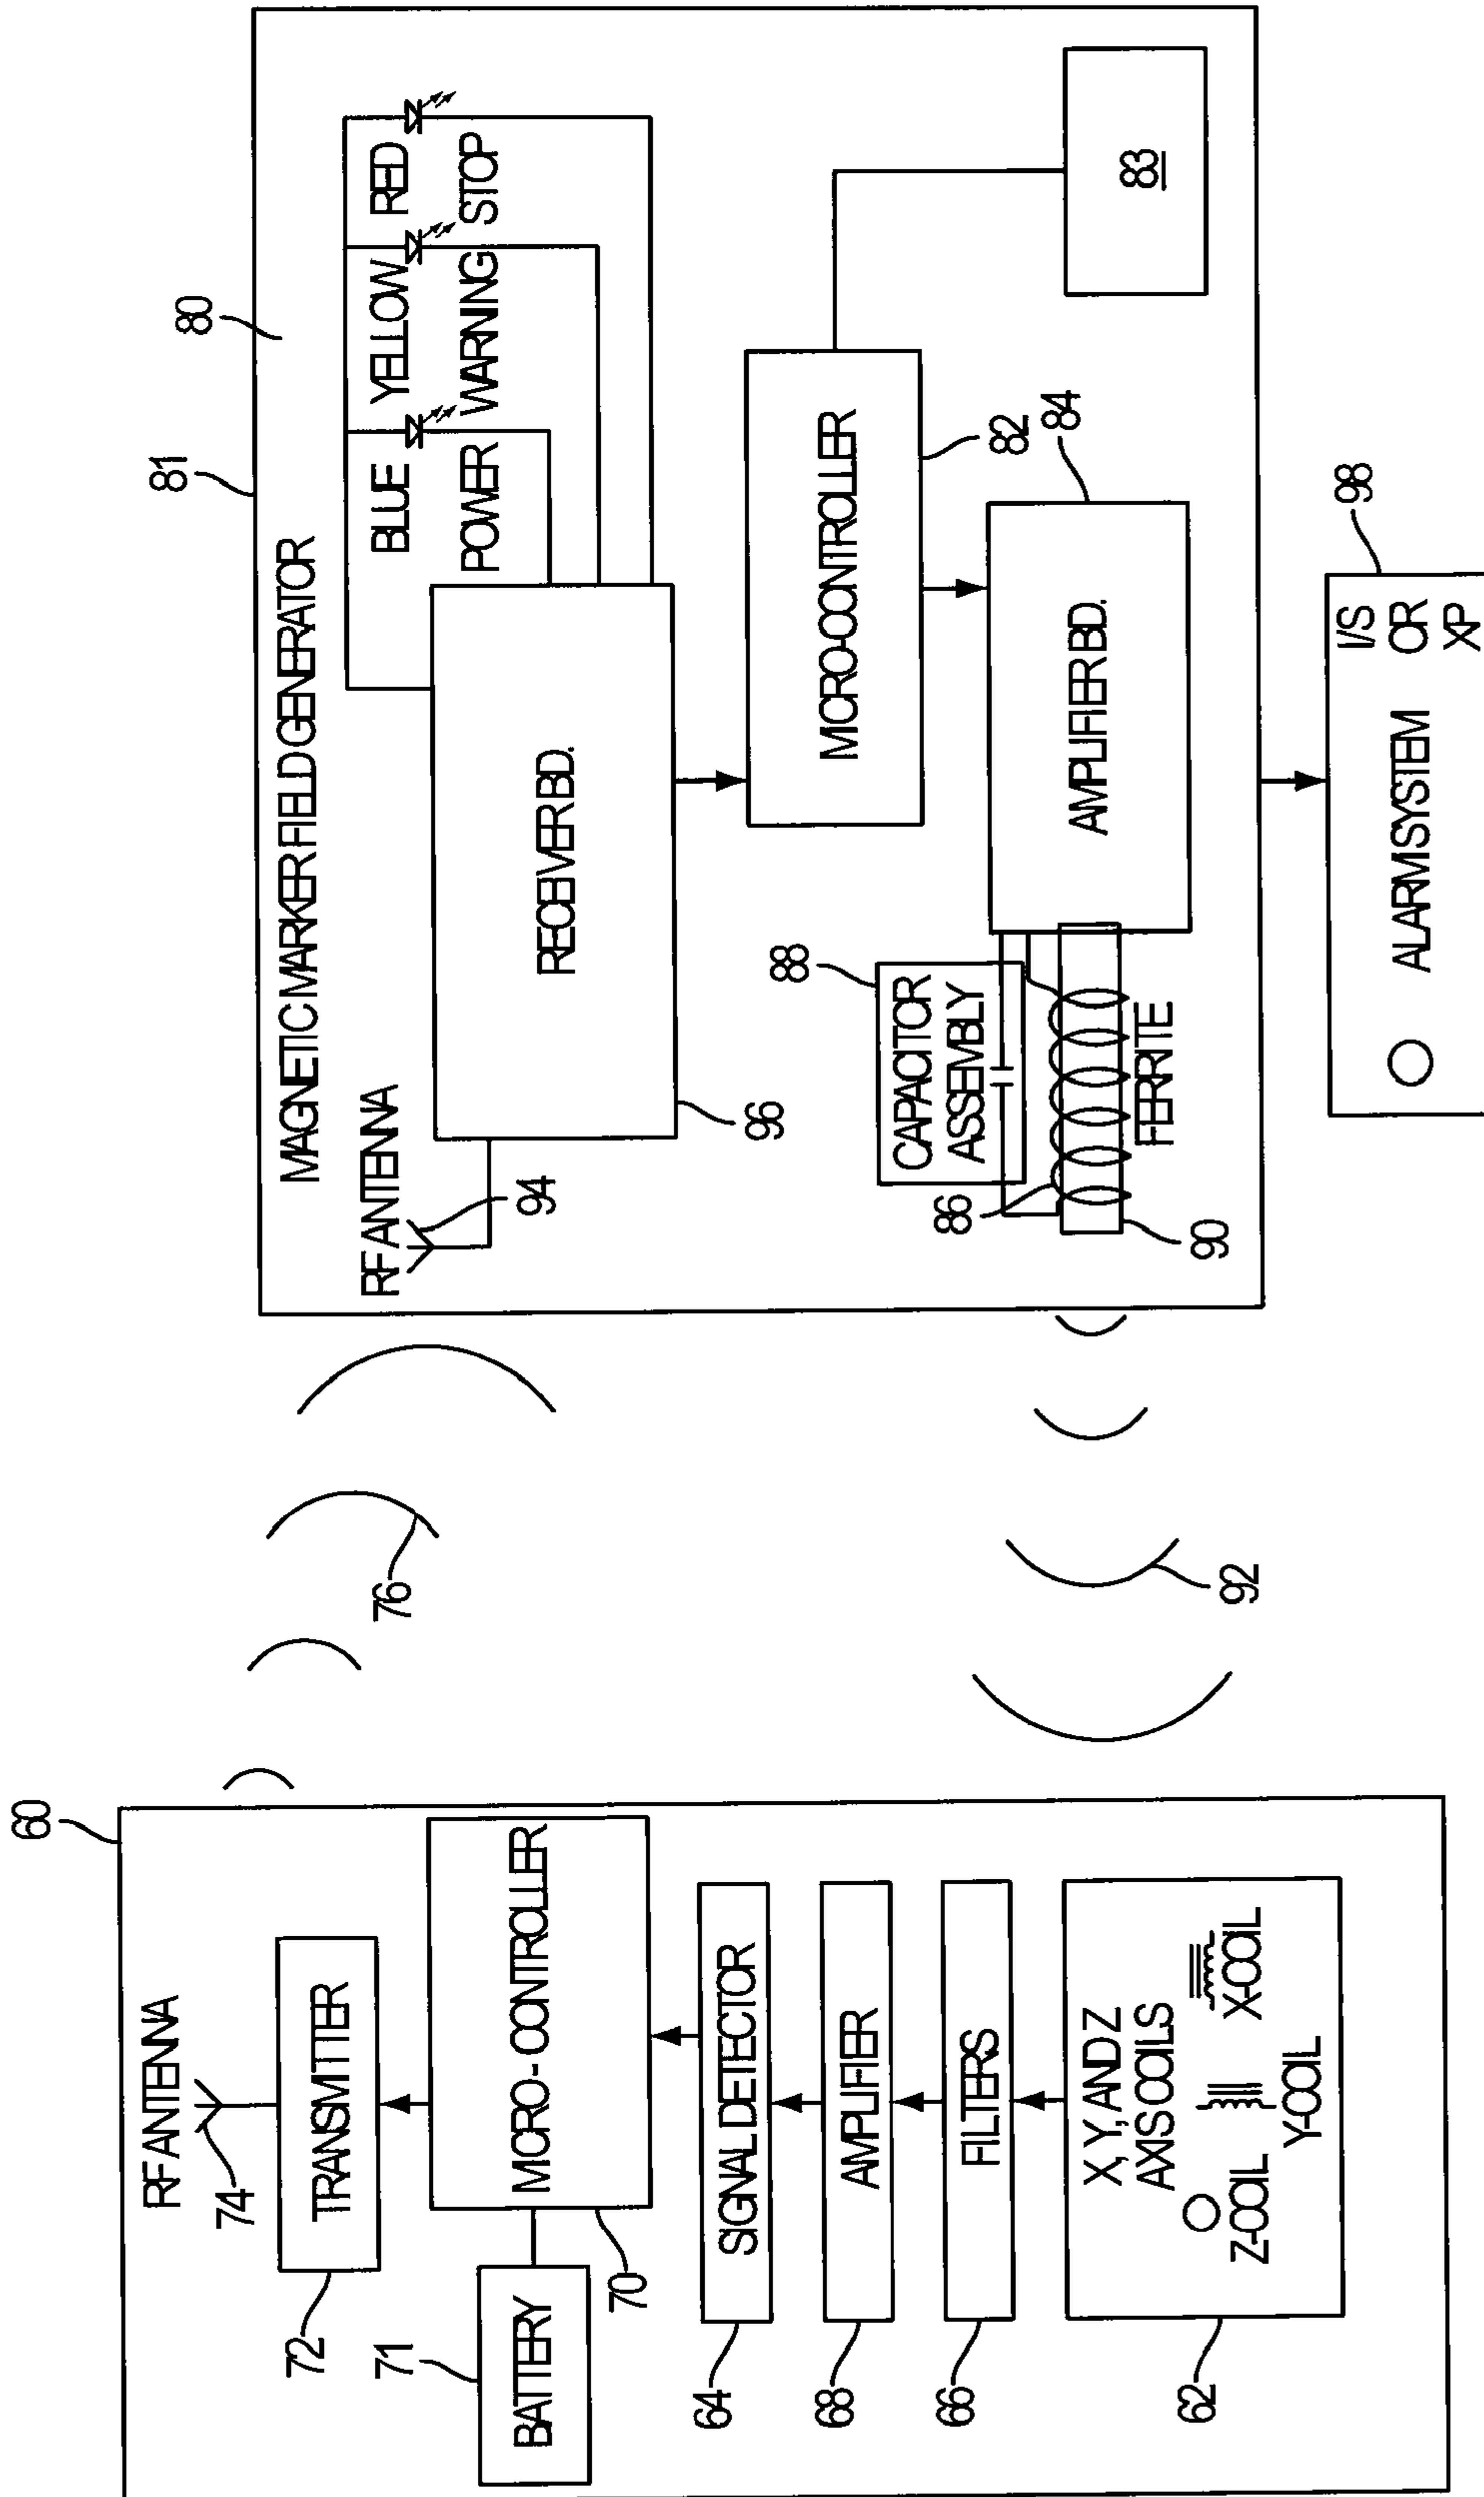 60
RF ANTENNA
74
TRANSMITTER
72
MICRO-CONTROLLER
70
BATTERY
71
SIGNAL DETECTOR
64
AMPLIFIER
68
FILTERS
66
X, Y, AND Z
AXIS COILS
X-COIL
Z-COIL
Y-COIL
62
76
92
81
80
MAGNETIC MARKER FIELD GENERATOR
RF ANTENNA
94
BLUE
YELLOW
RED
POWER
WARNING
STOP
RECEIVER BD.
96
MICRO-CONTROLLER
82
83
84
AMPLIFIER BD.
88
CAPACITOR
ASSEMBLY
86
FERRITE
90
98
ALARM SYSTEM
I/S
OR
XP